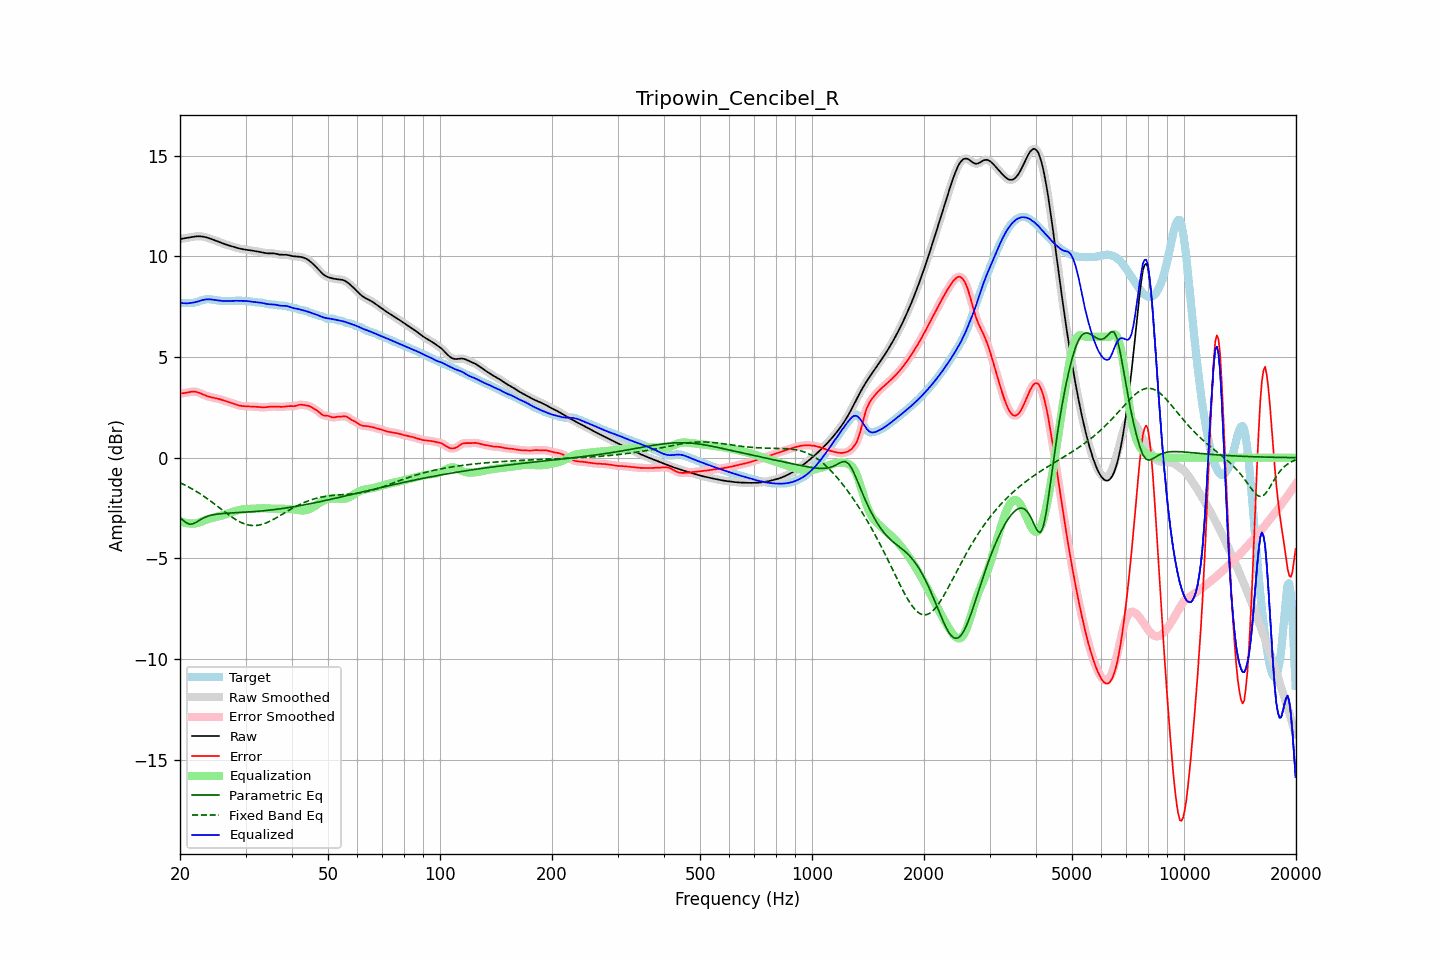 Tripowin_Cencibel_R
Amplitude (dBr)
15
10
5
0
−5
−10
−15
Target
Raw Smoothed
Error Smoothed
Raw
Error
Equalization
Parametric Eq
Fixed Band Eq
Equalized
20
50
100
200
500
1000
2000
5000
10000
20000
Frequency (Hz)